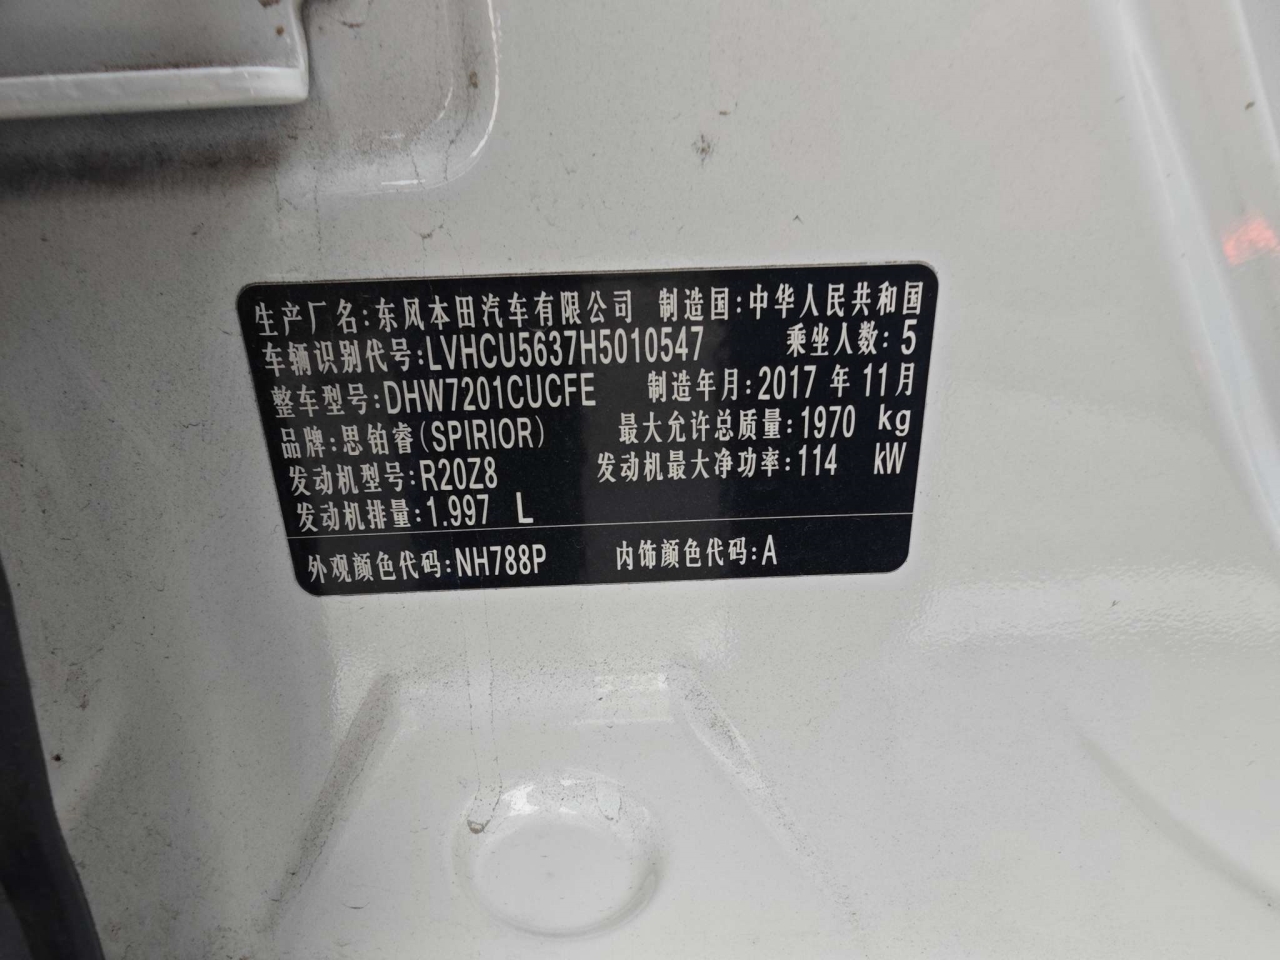 生产厂名:东风本田汽车有限公司 制造国:中华人民共和国
车辆识别代号:LVHCU5637H5010547 乘坐人数:5
整车型号:DHW7201CUCFE 制造年月:2017 年 11月
品牌:思铂睿(SPIRIOR) 最大允许总质量:1970 kg
发动机型号:R20Z8 发动机最大净功率:114 kW
发动机排量:1.997 L
外观颜色代码:NH788P 内饰颜色代码:A